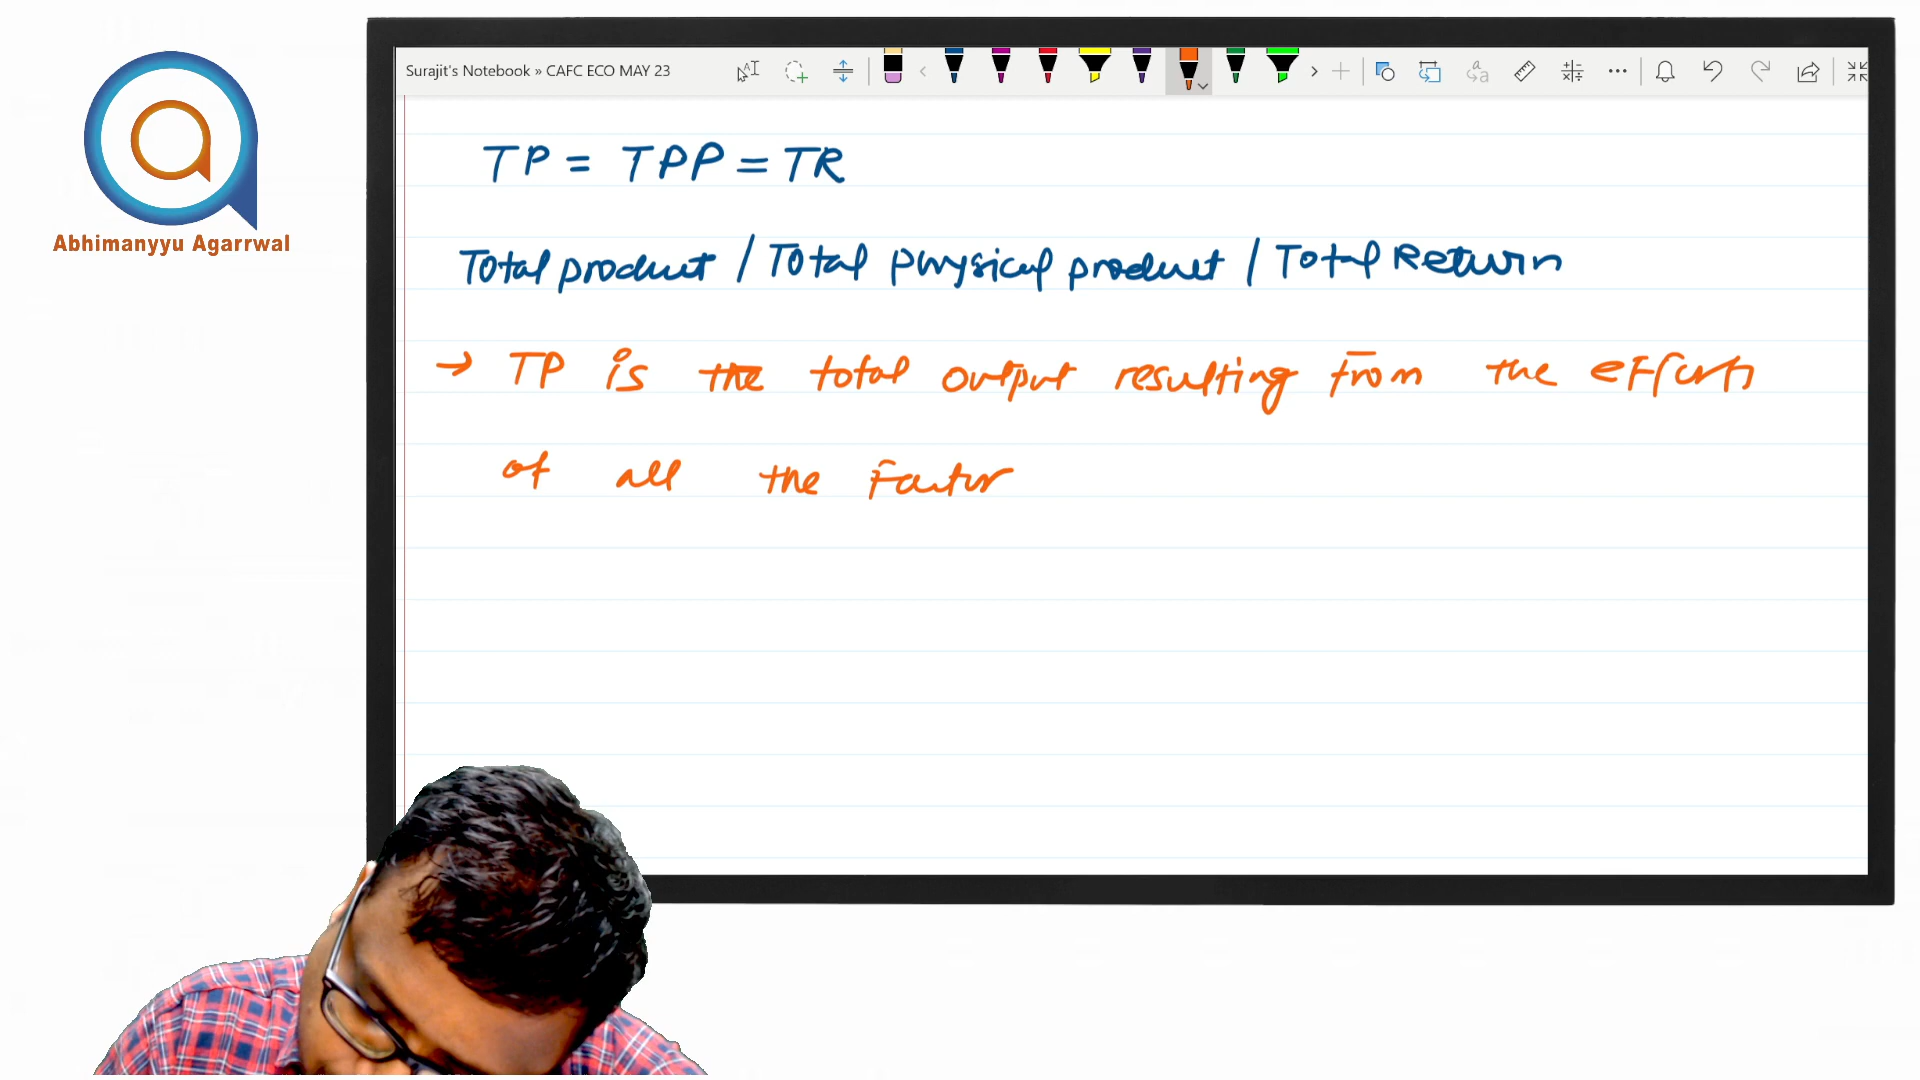 Abhimanyyu Agarrwal
Surajit's Notebook » CAFC ECO MAY 23
TP = TPP = TR
Total product / Total physical product / Total Return
→ TP is the total output resulting from the efforts
of all the Factor